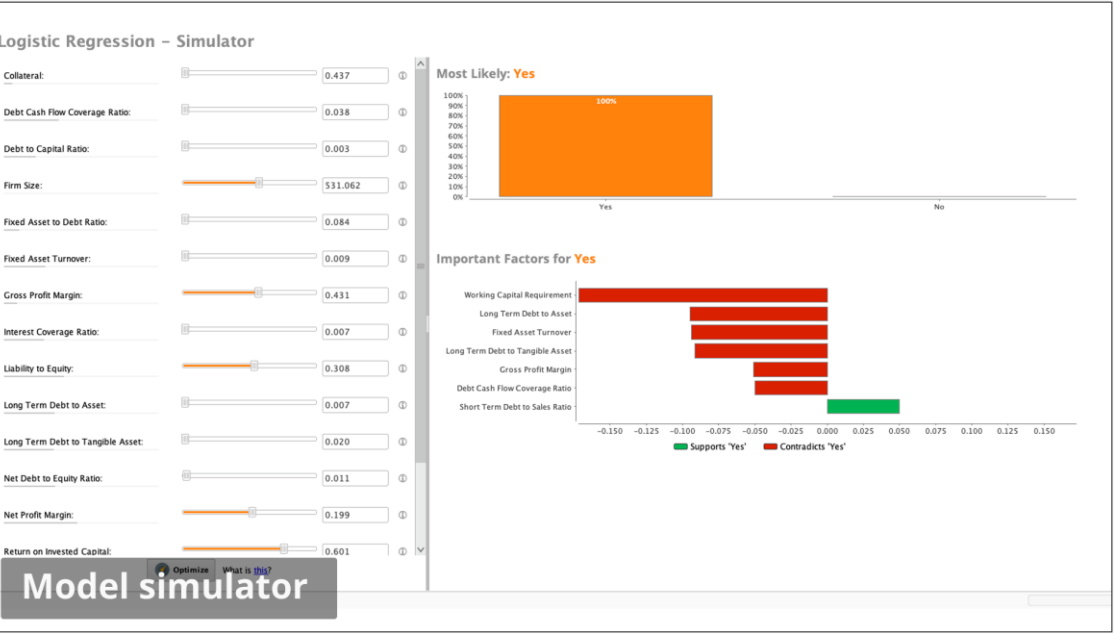 Logistic Regression – Simulator
Collateral: 0.437
Debt Cash Flow Coverage Ratio: 0.038
Debt to Capital Ratio: 0.003
Firm Size: 531.062
Fixed Asset to Debt Ratio: 0.084
Fixed Asset Turnover: 0.009
Gross Profit Margin: 0.431
Interest Coverage Ratio: 0.007
Liability to Equity: 0.308
Long Term Debt to Asset: 0.007
Long Term Debt to Tangible Asset: 0.020
Net Debt to Equity Ratio: 0.011
Net Profit Margin: 0.199
Return on Invested Capital: 0.601
Optimize What is this?
Model simulator
Most Likely: Yes
100%
90%
80%
70%
60%
50%
40%
30%
20%
10%
0%
100%
Yes No
Important Factors for Yes
Working Capital Requirement
Long Term Debt to Asset
Fixed Asset Turnover
Long Term Debt to Tangible Asset
Gross Profit Margin
Debt Cash Flow Coverage Ratio
Short Term Debt to Sales Ratio
-0.150 -0.125 -0.100 -0.075 -0.050 -0.025 0.000 0.025 0.050 0.075 0.100 0.125 0.150
Supports 'Yes' Contradicts 'Yes'